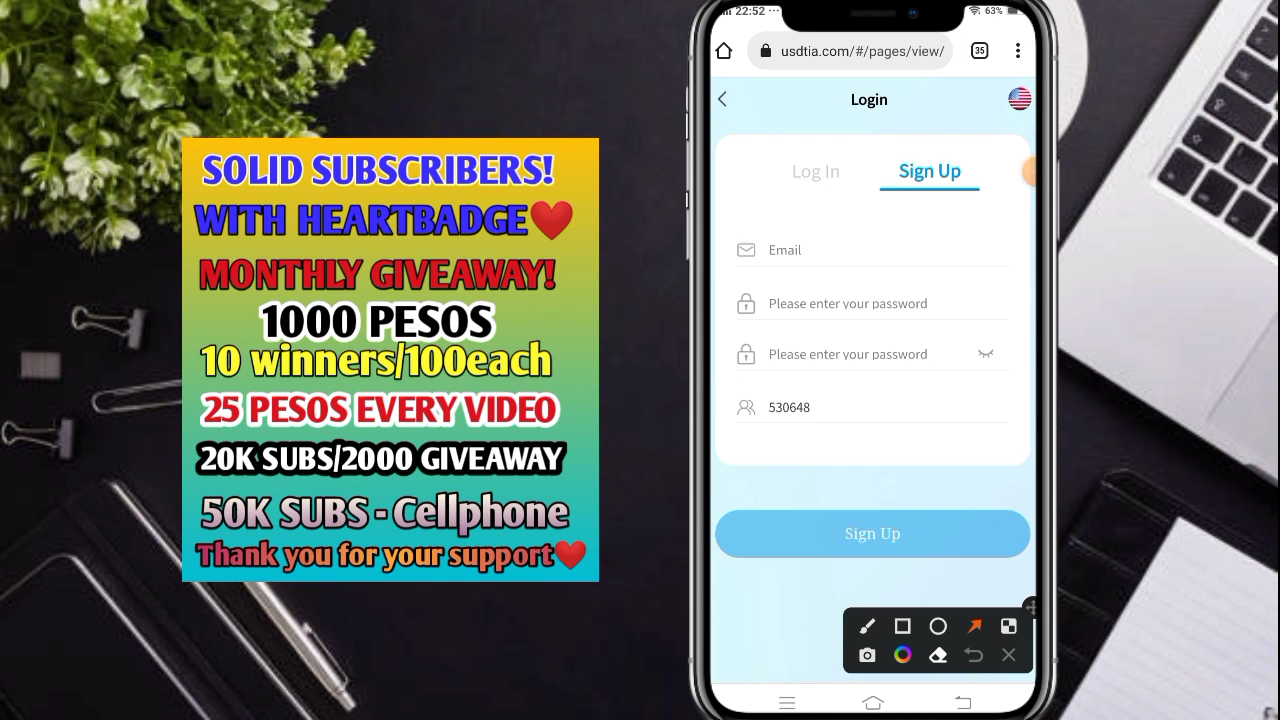 SOLID SUBSCRIBERS!
WITH HEARTBADGE❤️
MONTHLY GIVEAWAY!
1000 PESOS
10 winners/100each
25 PESOS EVERY VIDEO
20K SUBS/2000 GIVEAWAY
50K SUBS - Cellphone
Thank you for your support❤️
22:52 ··· 63%
usdtia.com/#/pages/view/ 35
Login
Log In Sign Up
Email
Please enter your password
Please enter your password
530648
Sign Up